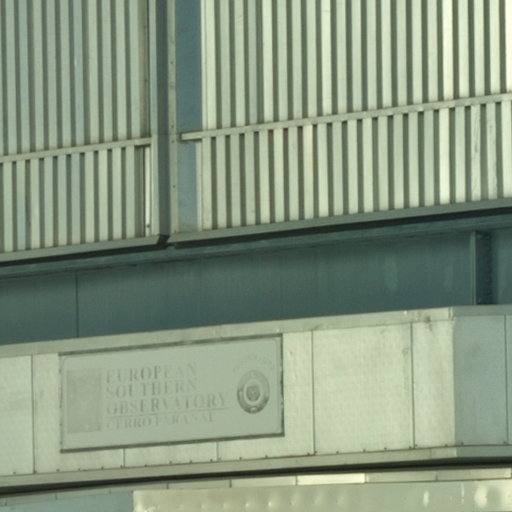 EUROPEAN
SOUTHERN
OBSERVATORY
CERRO PARANAL